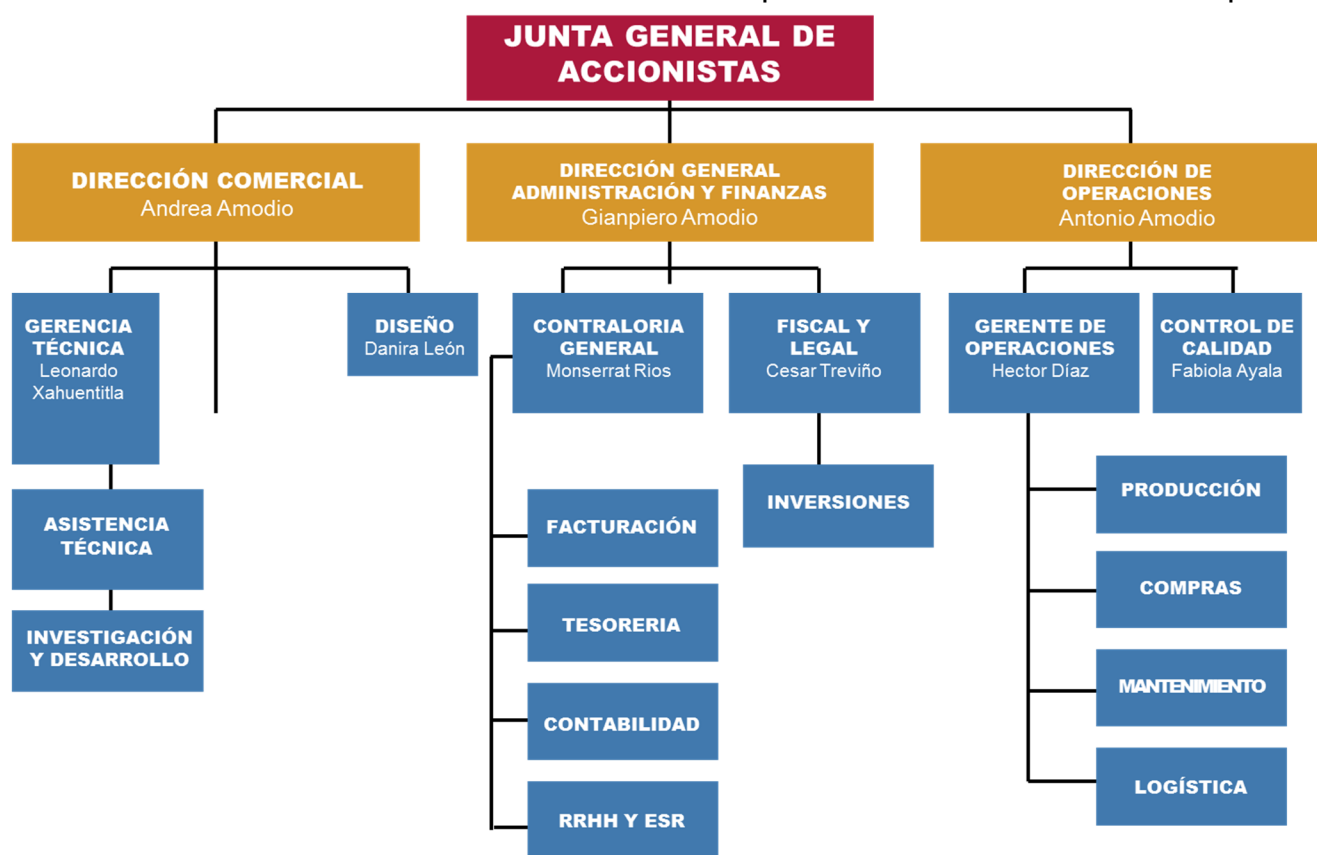 JUNTA GENERAL DE
ACCIONISTAS
DIRECCIÓN COMERCIAL
Andrea Amodio
DIRECCIÓN GENERAL
ADMINISTRACIÓN Y FINANZAS
Gianpiero Amodio
DIRECCIÓN DE
OPERACIONES
Antonio Amodio
GERENCIA
TÉCNICA
Leonardo
Xahuentitla
DISEÑO
Danira León
CONTRALORIA
GENERAL
Monserrat Rios
FISCAL Y
LEGAL
Cesar Treviño
GERENTE DE
OPERACIONES
Hector Díaz
CONTROL DE
CALIDAD
Fabiola Ayala
ASISTENCIA
TÉCNICA
INVESTIGACIÓN
Y DESARROLLO
FACTURACIÓN
TESORERIA
CONTABILIDAD
RRHH Y ESR
INVERSIONES
PRODUCCIÓN
COMPRAS
MANTENIMIENTO
LOGÍSTICA